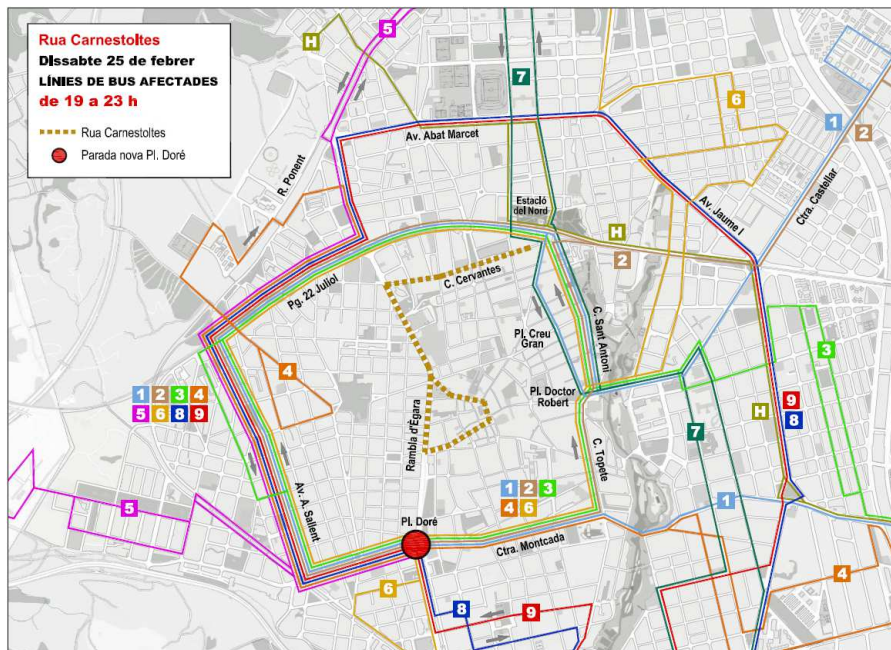 Rua Carnestoltes
Dissabte 25 de febrer
LÍNIES DE BUS AFECTADES
de 19 a 23 h
Rua Carnestoltes
Parada nova Pl. Doré
5
H
7
6
1
2
Av. Abat Marcet
R. Ponent
Estació
del Nord
Av. Jaume I
Ctra. Castellar
H
2
C. Cervantes
Pg. 22 Juliol
Pl. Creu
Gran
C. Sant Antoni
3
4
Pl. Doctor
Robert
1 2 3 4
5 6 8 9
Rambla d'Ègara
9
8
H
7
C. Topete
Av. A. Sallent
1 2 3
4 6
1
5
Pl. Doré
Ctra. Montcada
4
6
8
9